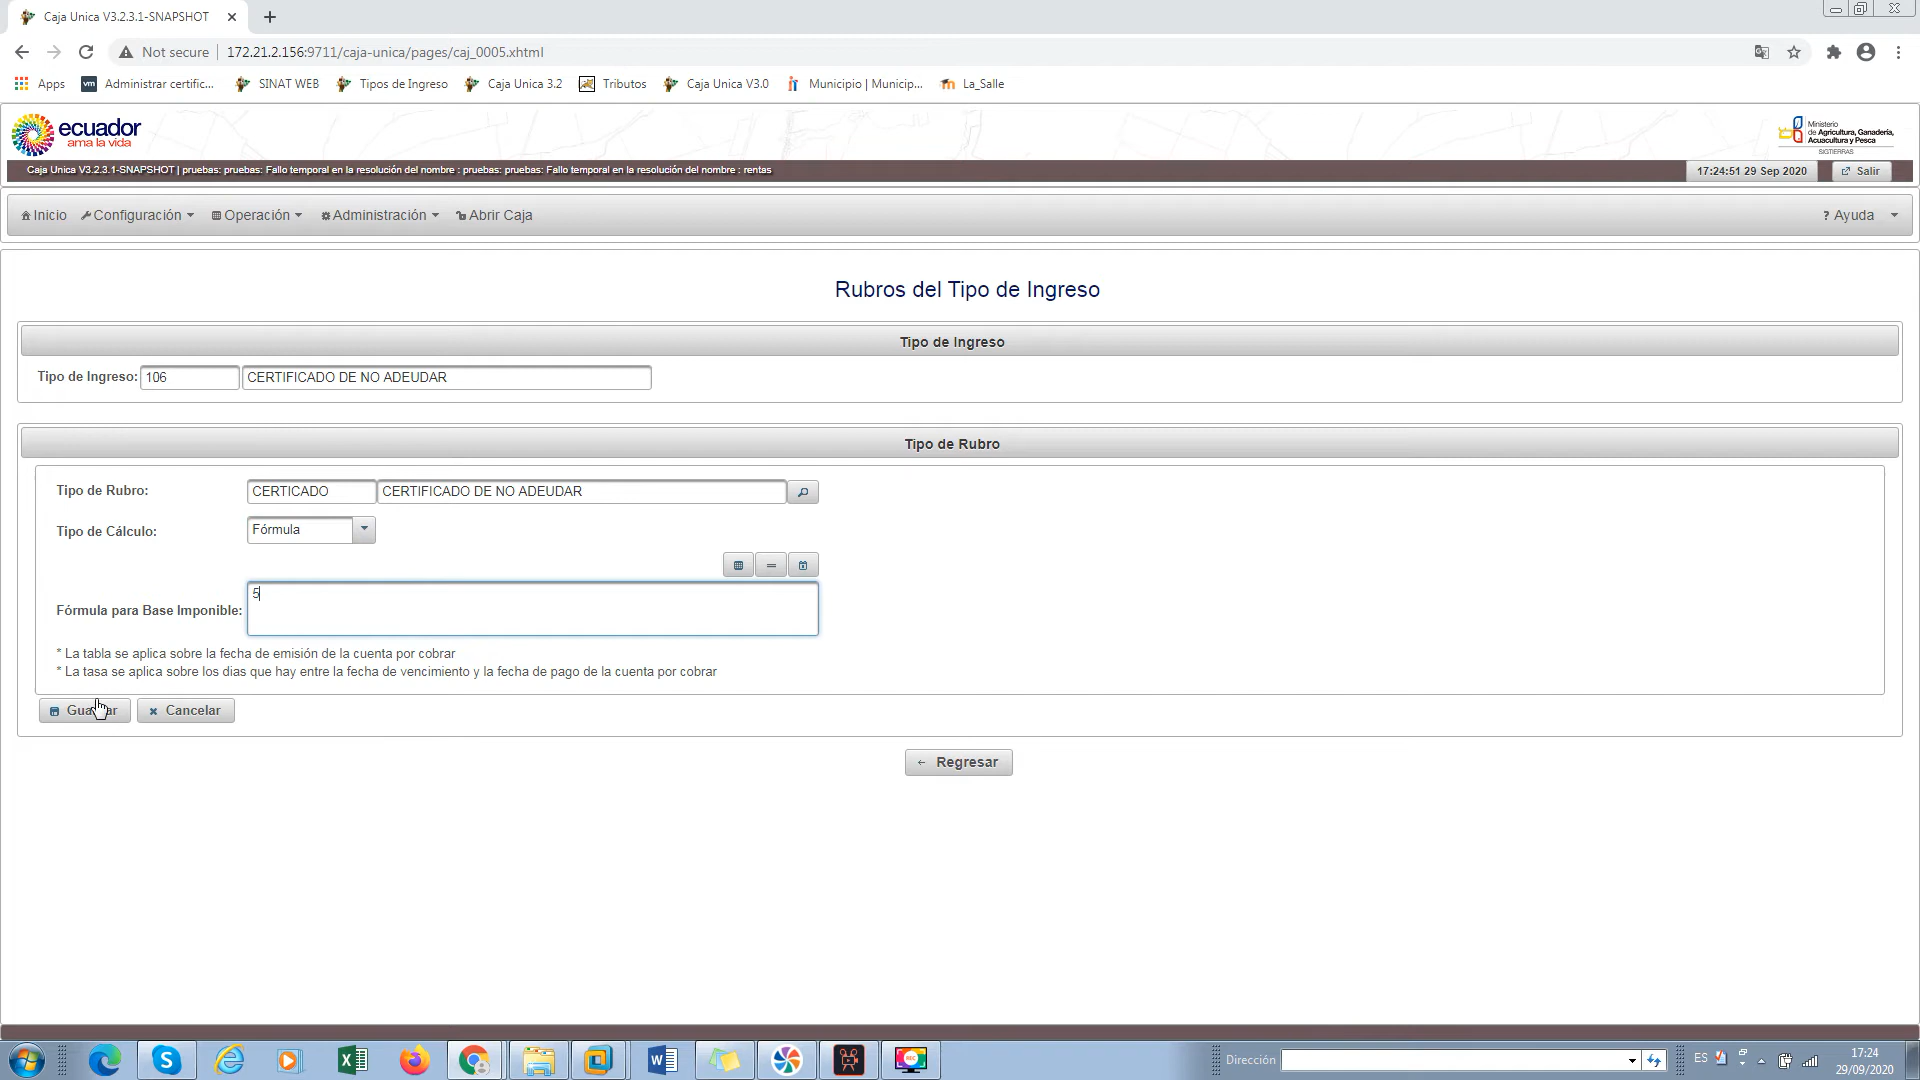 Caja Unica V3.2.3.1-SNAPSHOT
Not secure
172.21.2.156:9711/caja-unica/pages/caj_0005.xhtml
Apps
Administrar certific...
SINAT WEB
Tipos de Ingreso
Caja Unica 3.2
Tributos
Caja Unica V3.0
Municipio | Municip...
La_Salle
ecuador
ama la vida
Ministerio
de Agricultura, Ganadería,
Acuacultura y Pesca
SIGTIERRAS
Caja Unica V3.2.3.1-SNAPSHOT | pruebas: pruebas: Fallo temporal en la resolución del nombre : pruebas: pruebas: Fallo temporal en la resolución del nombre : rentas
17:24:51 29 Sep 2020
Salir
Inicio
Configuración
Operación
Administración
Abrir Caja
? Ayuda
Rubros del Tipo de Ingreso
Tipo de Ingreso
Tipo de Ingreso: 106 CERTIFICADO DE NO ADEUDAR
Tipo de Rubro
Tipo de Rubro: CERTICADO CERTIFICADO DE NO ADEUDAR
Tipo de Cálculo: Fórmula
Fórmula para Base Imponible: 5
* La tabla se aplica sobre la fecha de emisión de la cuenta por cobrar
* La tasa se aplica sobre los dias que hay entre la fecha de vencimiento y la fecha de pago de la cuenta por cobrar
Cancelar
Regresar
Dirección
ES
17:24
29/09/2020